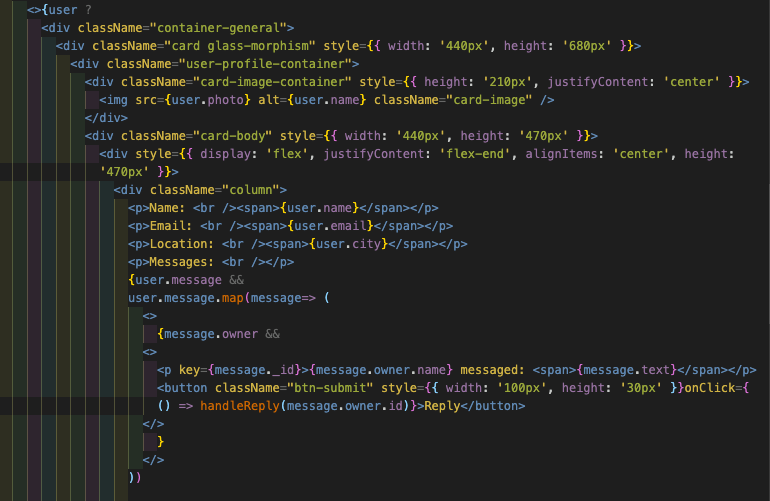 <>{user ?
<div className="container-general">
<div className="card glass-morphism" style={{ width: '440px', height: '680px' }}>
<div className="user-profile-container">
<div className="card-image-container" style={{ height: '210px', justifyContent: 'center' }}>
<img src={user.photo} alt={user.name} className="card-image" />
</div>
<div className="card-body" style={{ width: '440px', height: '470px' }}>
<div style={{ display: 'flex', justifyContent: 'flex-end', alignItems: 'center', height:
'470px' }}>
<div className="column">
<p>Name: <br /><span>{user.name}</span></p>
<p>Email: <br /><span>{user.email}</span></p>
<p>Location: <br /><span>{user.city}</span></p>
<p>Messages: <br /></p>
{user.message &&
user.message.map(message=> (
<>
{message.owner &&
<>
<p key={message._id}>{message.owner.name} messaged: <span>{message.text}</span></p>
<button className="btn-submit" style={{ width: '100px', height: '30px' }}onClick={
() => handleReply(message.owner.id)}>Reply</button>
</>
}
</>
))